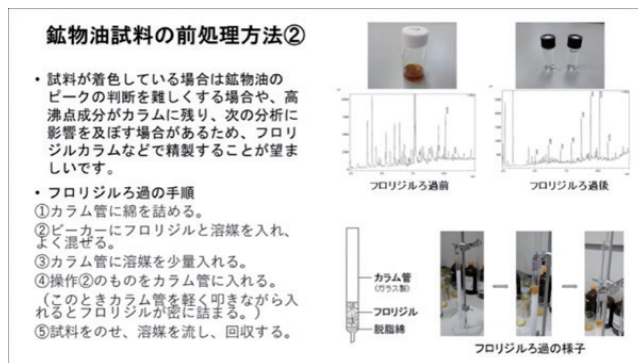 鉱物油試料の前処理方法②
• 試料が着色している場合は鉱物油の
ピークの判断を難しくする場合や、高
沸点成分がカラムに残り、次の分析に
影響を及ぼす場合があるため、フロリ
ジルカラムなどで精製することが望ま
しいです。
• フロリジルろ過の手順
①カラム管に綿を詰める。
②ビーカーにフロリジルと溶媒を入れ、
よく混ぜる。
③カラム管に溶媒を少量入れる。
④操作②のものをカラム管に入れる。
（このときカラム管を軽く叩きながら入
れるとフロリジルが密に詰まる。）
⑤試料をのせ、溶媒を流し、回収する。
フロリジルろ過前
フロリジルろ過後
カラム管
(ガラス製)
フロリジル
脱脂綿
フロリジルろ過の様子